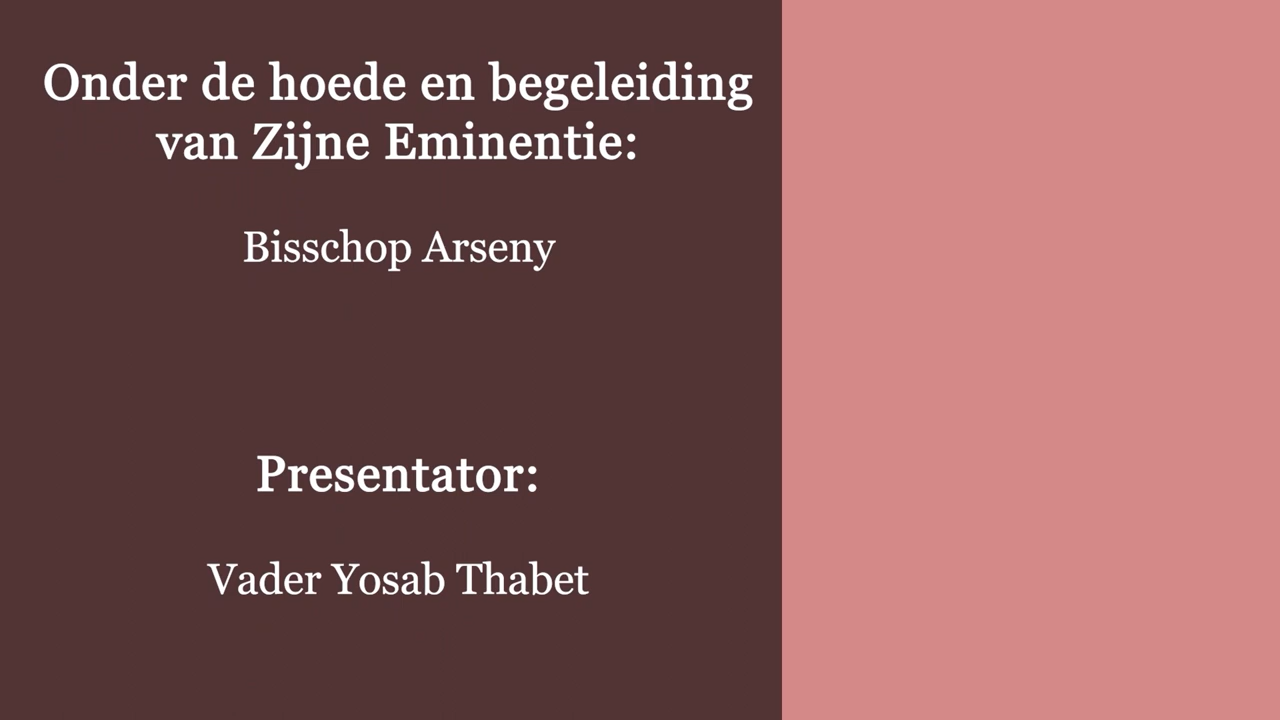 Onder de hoede en begeleiding
van Zijne Eminentie:
Bisschop Arseny
Presentator:
Vader Yosab Thabet